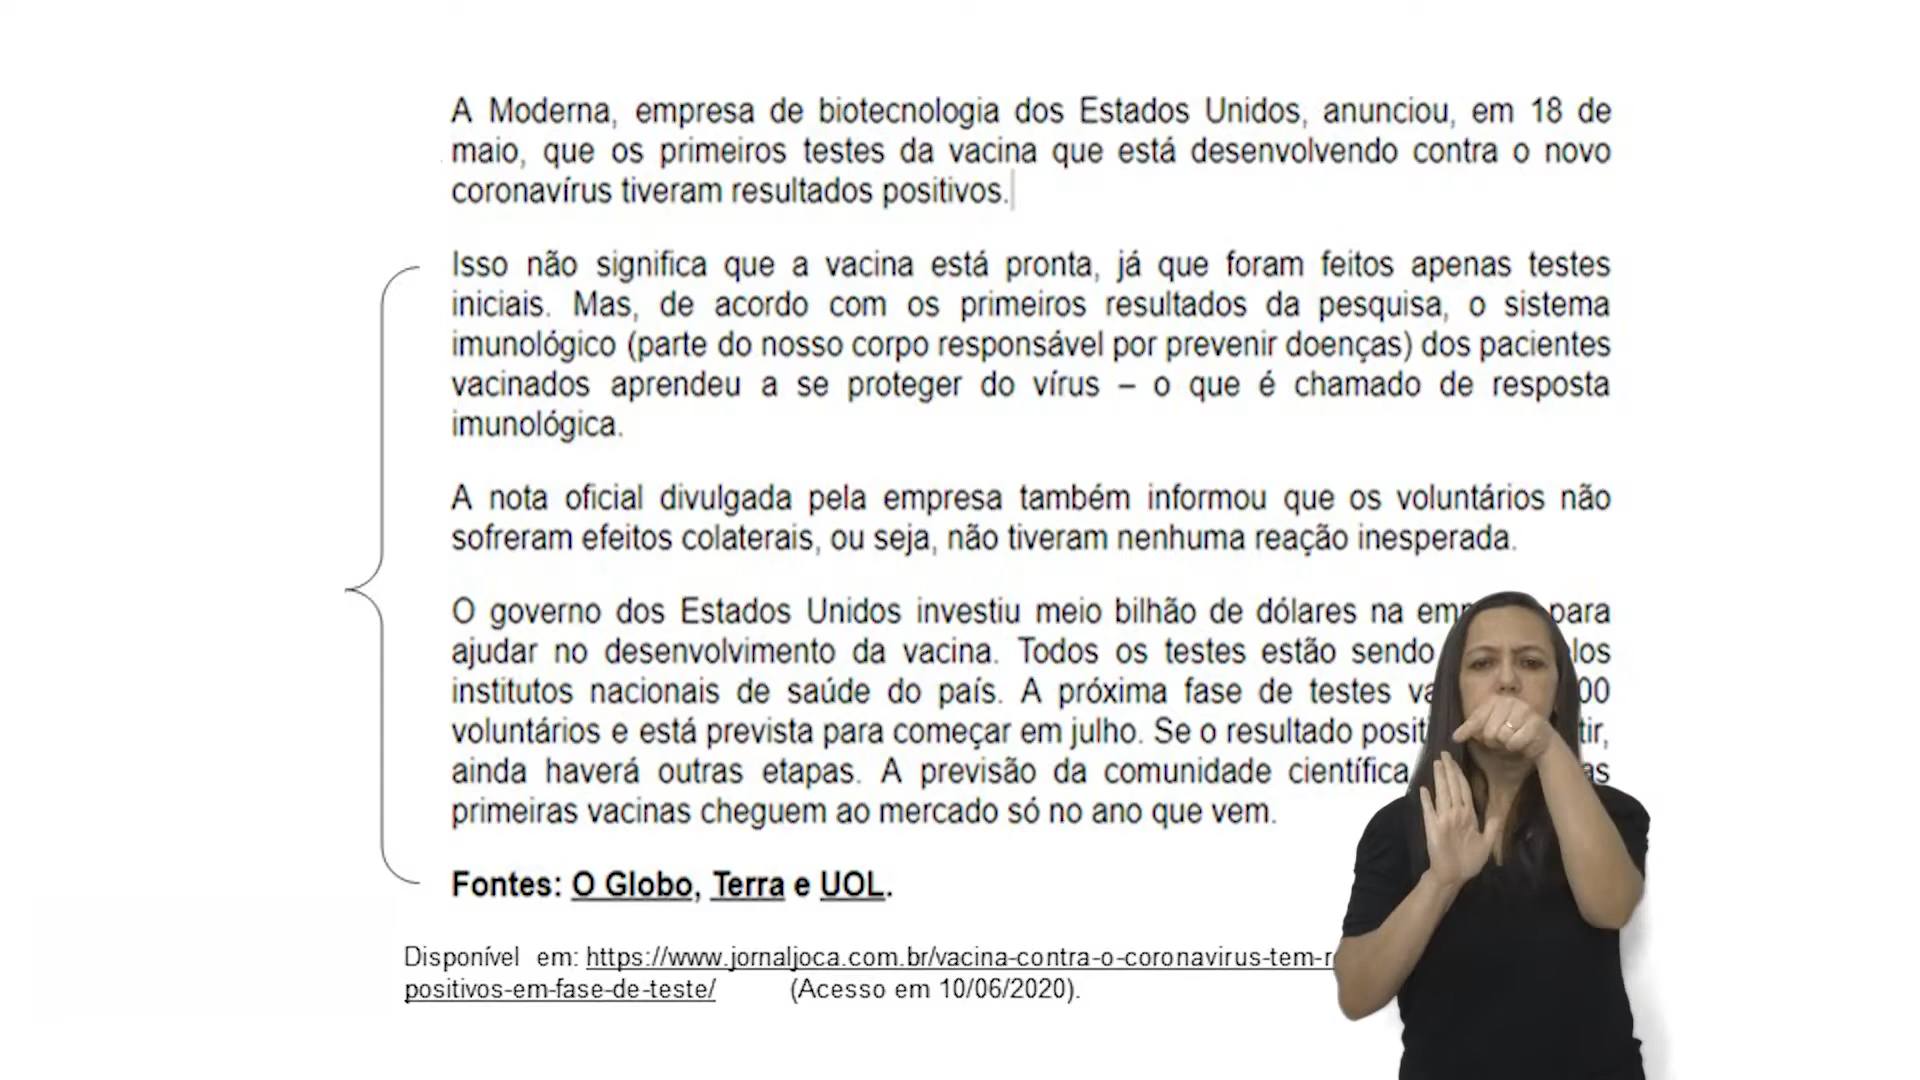 A Moderna, empresa de biotecnologia dos Estados Unidos, anunciou, em 18 de
maio, que os primeiros testes da vacina que está desenvolvendo contra o novo
coronavírus tiveram resultados positivos.
Isso não significa que a vacina está pronta, já que foram feitos apenas testes
iniciais. Mas, de acordo com os primeiros resultados da pesquisa, o sistema
imunológico (parte do nosso corpo responsável por prevenir doenças) dos pacientes
vacinados aprendeu a se proteger do vírus – o que é chamado de resposta
imunológica.
A nota oficial divulgada pela empresa também informou que os voluntários não
sofreram efeitos colaterais, ou seja, não tiveram nenhuma reação inesperada.
O governo dos Estados Unidos investiu meio bilhão de dólares na para
ajudar no desenvolvimento da vacina. Todos os testes estão sendo
institutos nacionais de saúde do país. A próxima fase de testes
voluntários e está prevista para começar em julho. Se o resultado
ainda haverá outras etapas. A previsão da comunidade científica as
primeiras vacinas cheguem ao mercado só no ano que vem.
Fontes: O Globo, Terra e UOL.
Disponível em: https://www.jornaljoca.com.br/vacina-contra-o-coronavirus-tem-
positivos-em-fase-de-teste/ (Acesso em 10/06/2020).